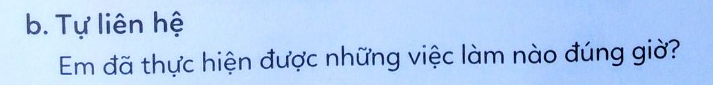 b. Tự liên hệ
Em đã thực hiện được những việc làm nào đúng giờ?